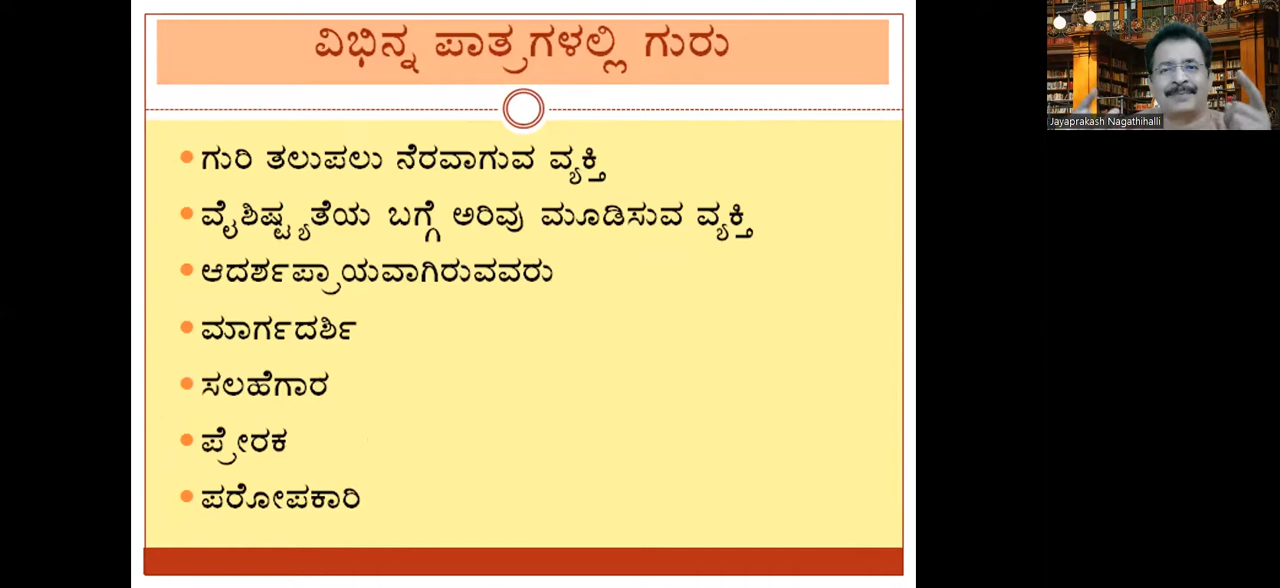 ವಿಭಿನ್ನ ಪಾತ್ರಗಳಲ್ಲಿ ಗುರು
Jayaprakash Nagathihalli
• ಗುರಿ ತಲುಪಲು ನೆರವಾಗುವ ವ್ಯಕ್ತಿ
• ವೈಶಿಷ್ಟ್ಯತೆಯ ಬಗ್ಗೆ ಅರಿವು ಮೂಡಿಸುವ ವ್ಯಕ್ತಿ
• ಆದರ್ಶಪ್ರಾಯವಾಗಿರುವವರು
• ಮಾರ್ಗದರ್ಶಿ
• ಸಲಹೆಗಾರ
• ಪ್ರೇರಕ
• ಪರೋಪಕಾರಿ